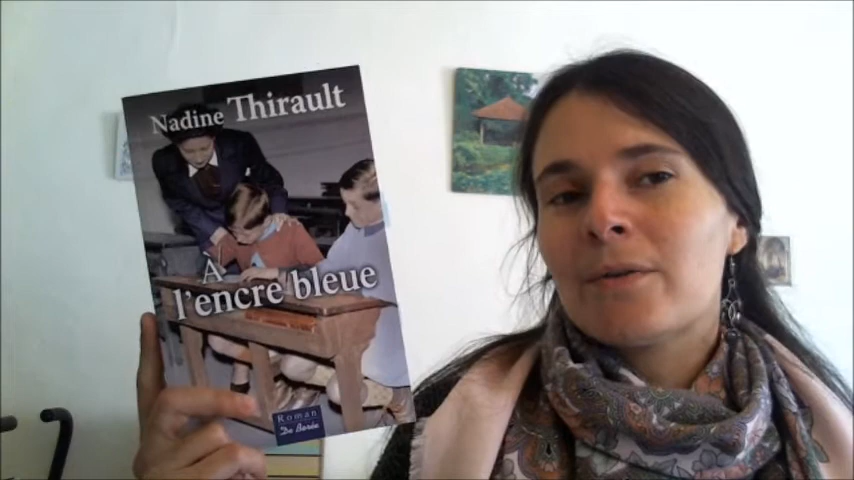 Nadine Thirault
À
l'encre bleue
Roman
De Borée